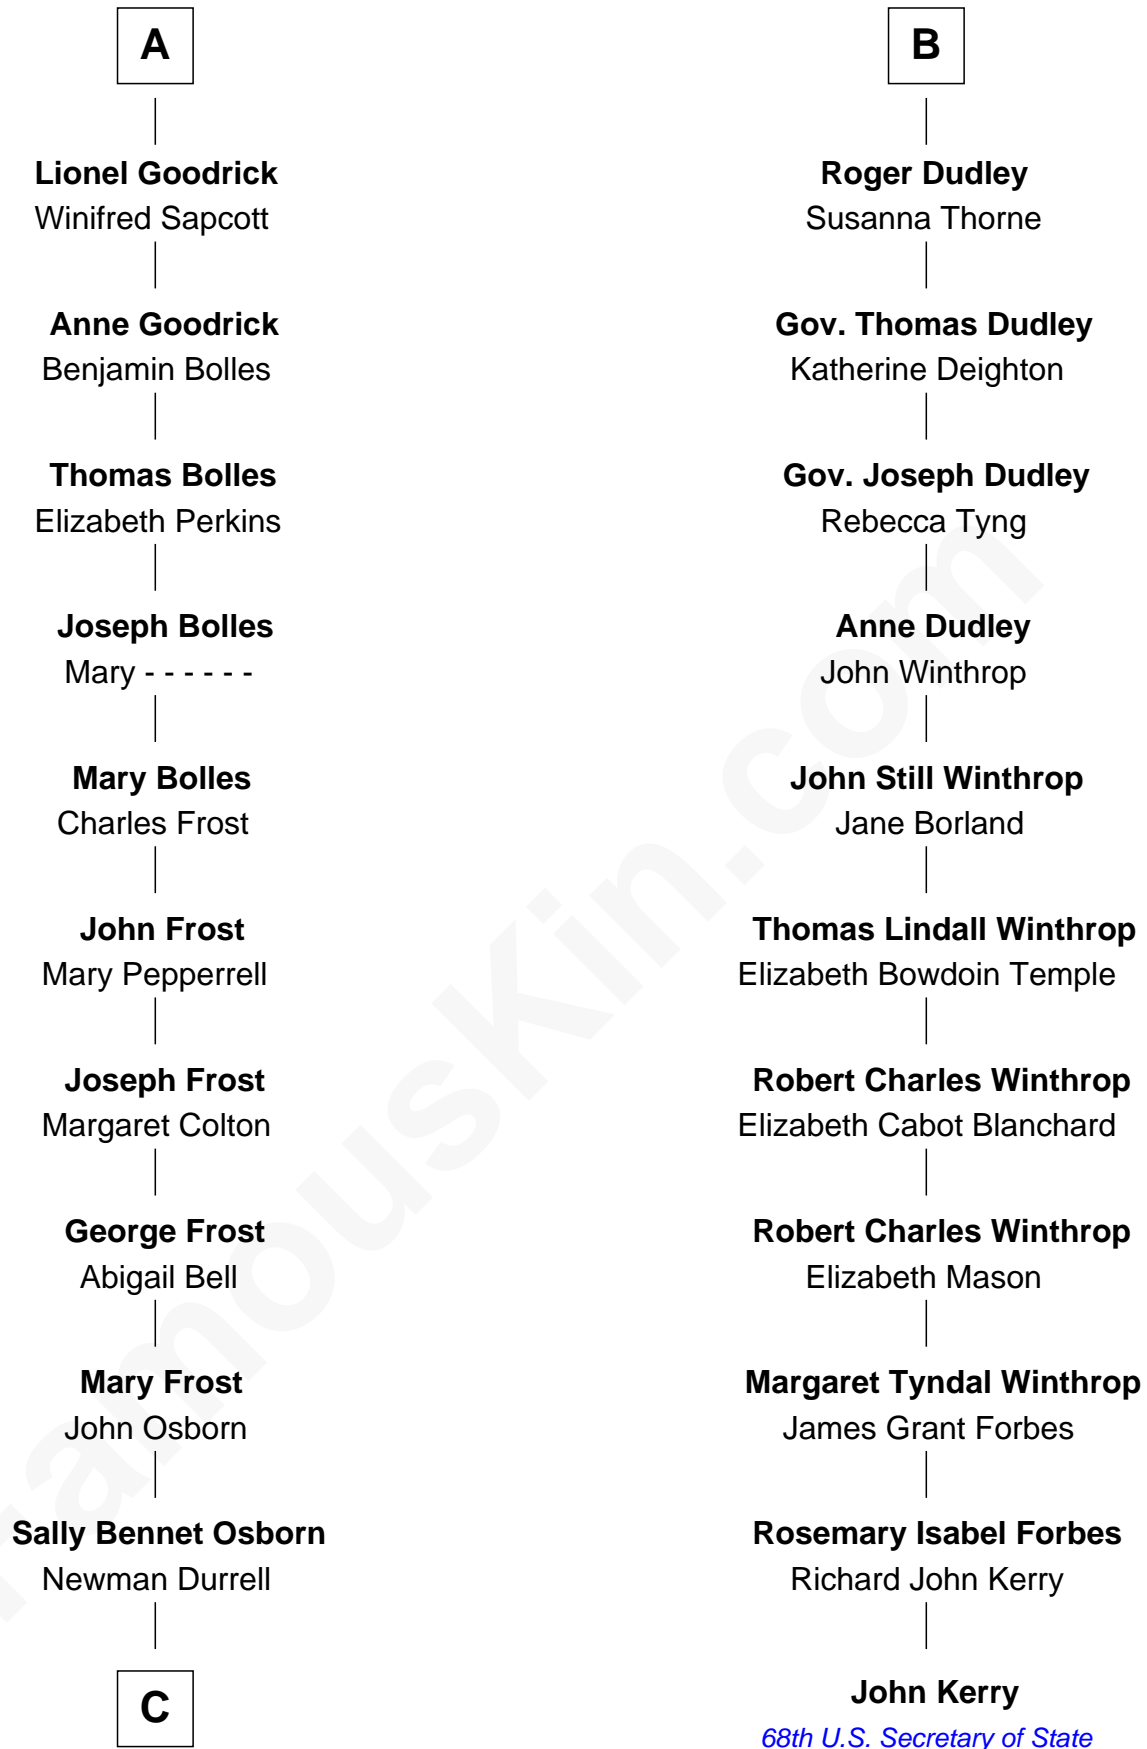 A
Lionel Goodrick
Winifred Sapcott
Anne Goodrick
Benjamin Bolles
Thomas Bolles
Elizabeth Perkins
Joseph Bolles
Mary - - - - - -
Mary Bolles
Charles Frost
John Frost
Mary Pepperrell
Joseph Frost
Margaret Colton
George Frost
Abigail Bell
Mary Frost
John Osborn
Sally Bennet Osborn
Newman Durrell
C
B
Roger Dudley
Susanna Thorne
Gov. Thomas Dudley
Katherine Deighton
Gov. Joseph Dudley
Rebecca Tyng
Anne Dudley
John Winthrop
John Still Winthrop
Jane Borland
Thomas Lindall Winthrop
Elizabeth Bowdoin Temple
Robert Charles Winthrop
Elizabeth Cabot Blanchard
Robert Charles Winthrop
Elizabeth Mason
Margaret Tyndal Winthrop
James Grant Forbes
Rosemary Isabel Forbes
Richard John Kerry
John Kerry
68th U.S. Secretary of State
FamousKin.com